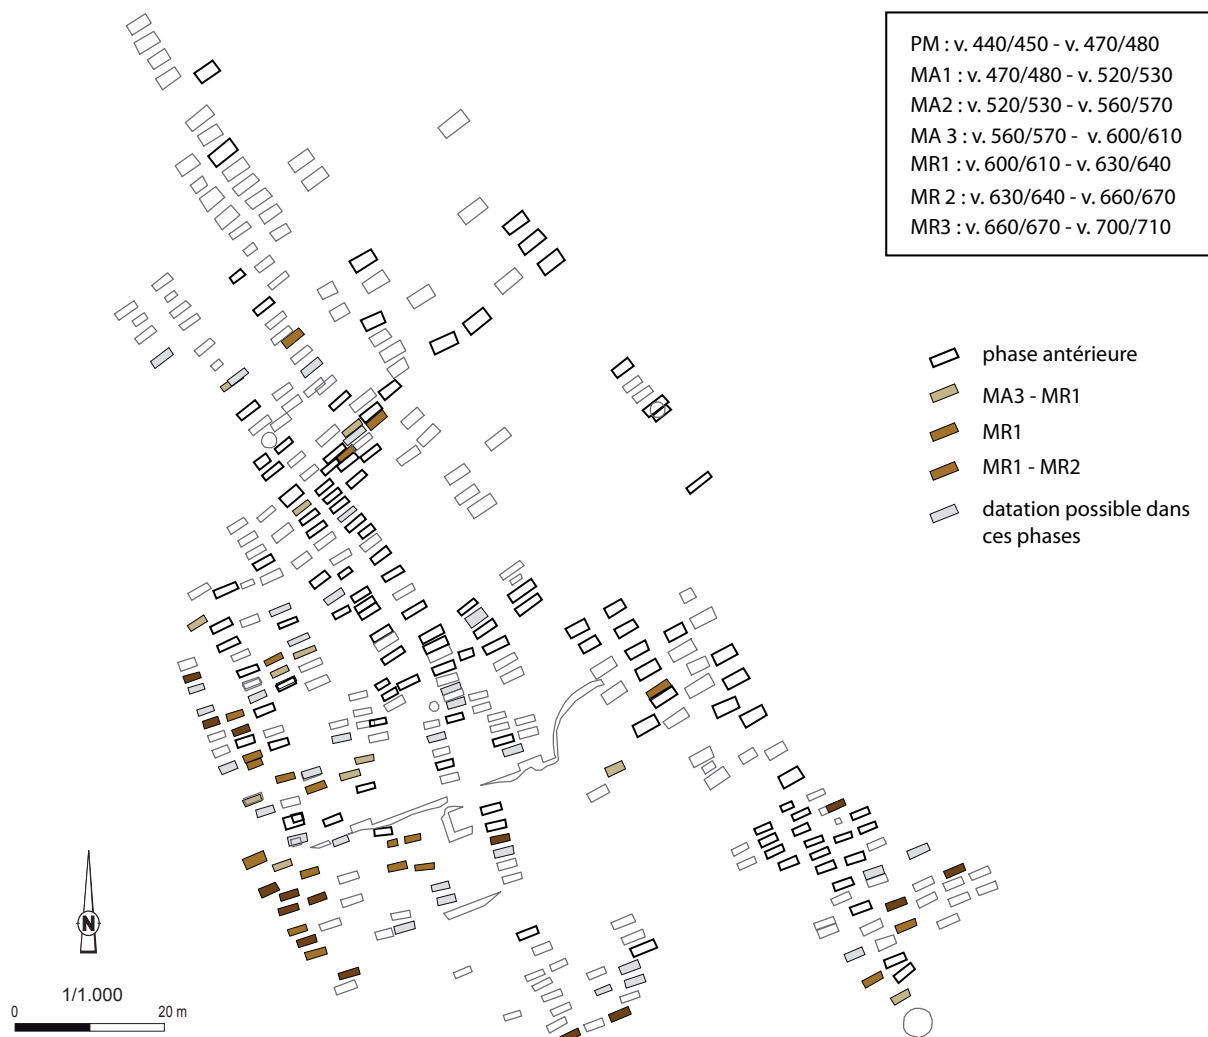 PM : v. 440/450 - v. 470/480
MA1 : v. 470/480 - v. 520/530
MA2 : v. 520/530 - v. 560/570
MA 3 : v. 560/570 -  v. 600/610
MR1 : v. 600/610 - v. 630/640
MR 2 : v. 630/640 - v. 660/670
MR3 : v. 660/670 - v. 700/710
phase antérieure
MA3 - MR1
MR1
MR1 - MR2
datation possible dans
ces phases
N
1/1.000
0 20 m